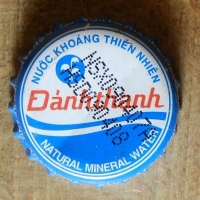 NƯỚC KHOÁNG THIÊN NHIÊN
Đảnhthạnh
NATURAL MINERAL WATER